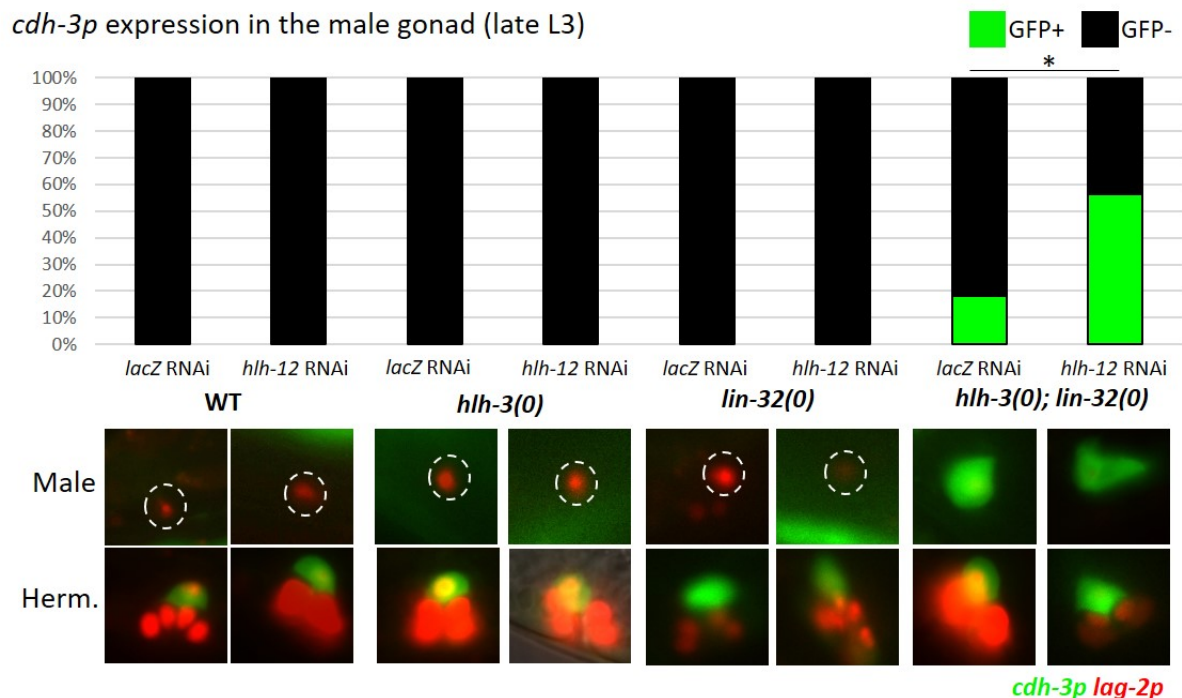 cdh-3p expression in the male gonad (late L3)
GFP+ GFP-
*
100%
90%
80%
70%
60%
50%
40%
30%
20%
10%
0%
lacZ RNAi hlh-12 RNAi lacZ RNAi hlh-12 RNAi lacZ RNAi hlh-12 RNAi lacZ RNAi hlh-12 RNAi
WT hlh-3(0) lin-32(0) hlh-3(0); lin-32(0)
Male
Herm.
cdh-3p lag-2p